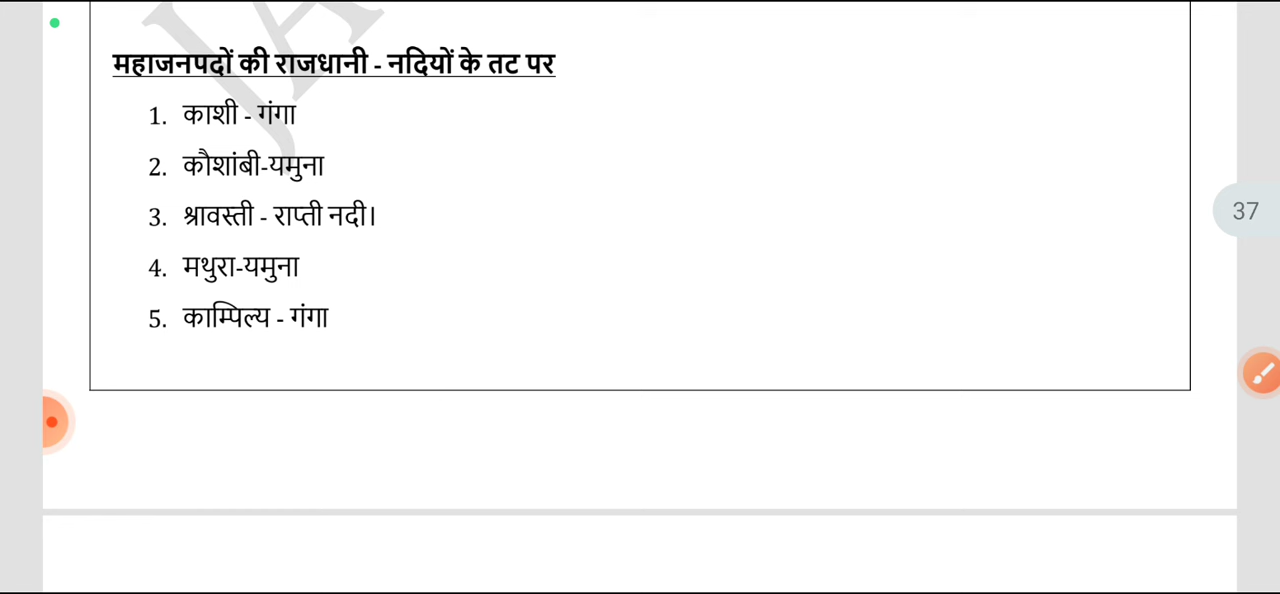 महाजनपदों की राजधानी - नदियों के तट पर
1. काशी - गंगा
2. कौशांबी-यमुना
3. श्रावस्ती - राप्ती नदी।
37
4. मथुरा-यमुना
5. काम्पिल्य - गंगा